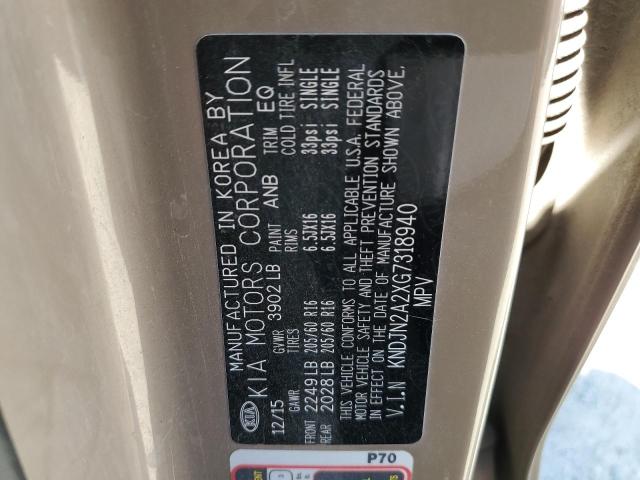 MANUFACTURED IN KOREA BY
KIA KIA MOTORS CORPORATION
12/15 GVWR 3902 LB PAINT ANB TRIM EQ
GAWR TIRES RIMS COLD TIRE INFL
FRONT 2249 LB 205/60 R16 6.5JX16 33psi SINGLE
REAR 2028 LB 205/60 R16 6.5JX16 33psi SINGLE
THIS VEHICLE CONFORMS TO ALL APPLICABLE U.S.A. FEDERAL
MOTOR VEHICLE SAFETY AND THEFT PREVENTION STANDARDS
IN EFFECT ON THE DATE OF MANUFACTURE SHOWN ABOVE.
V.I.N KNDJN2A2XG7318940
MPV
P70